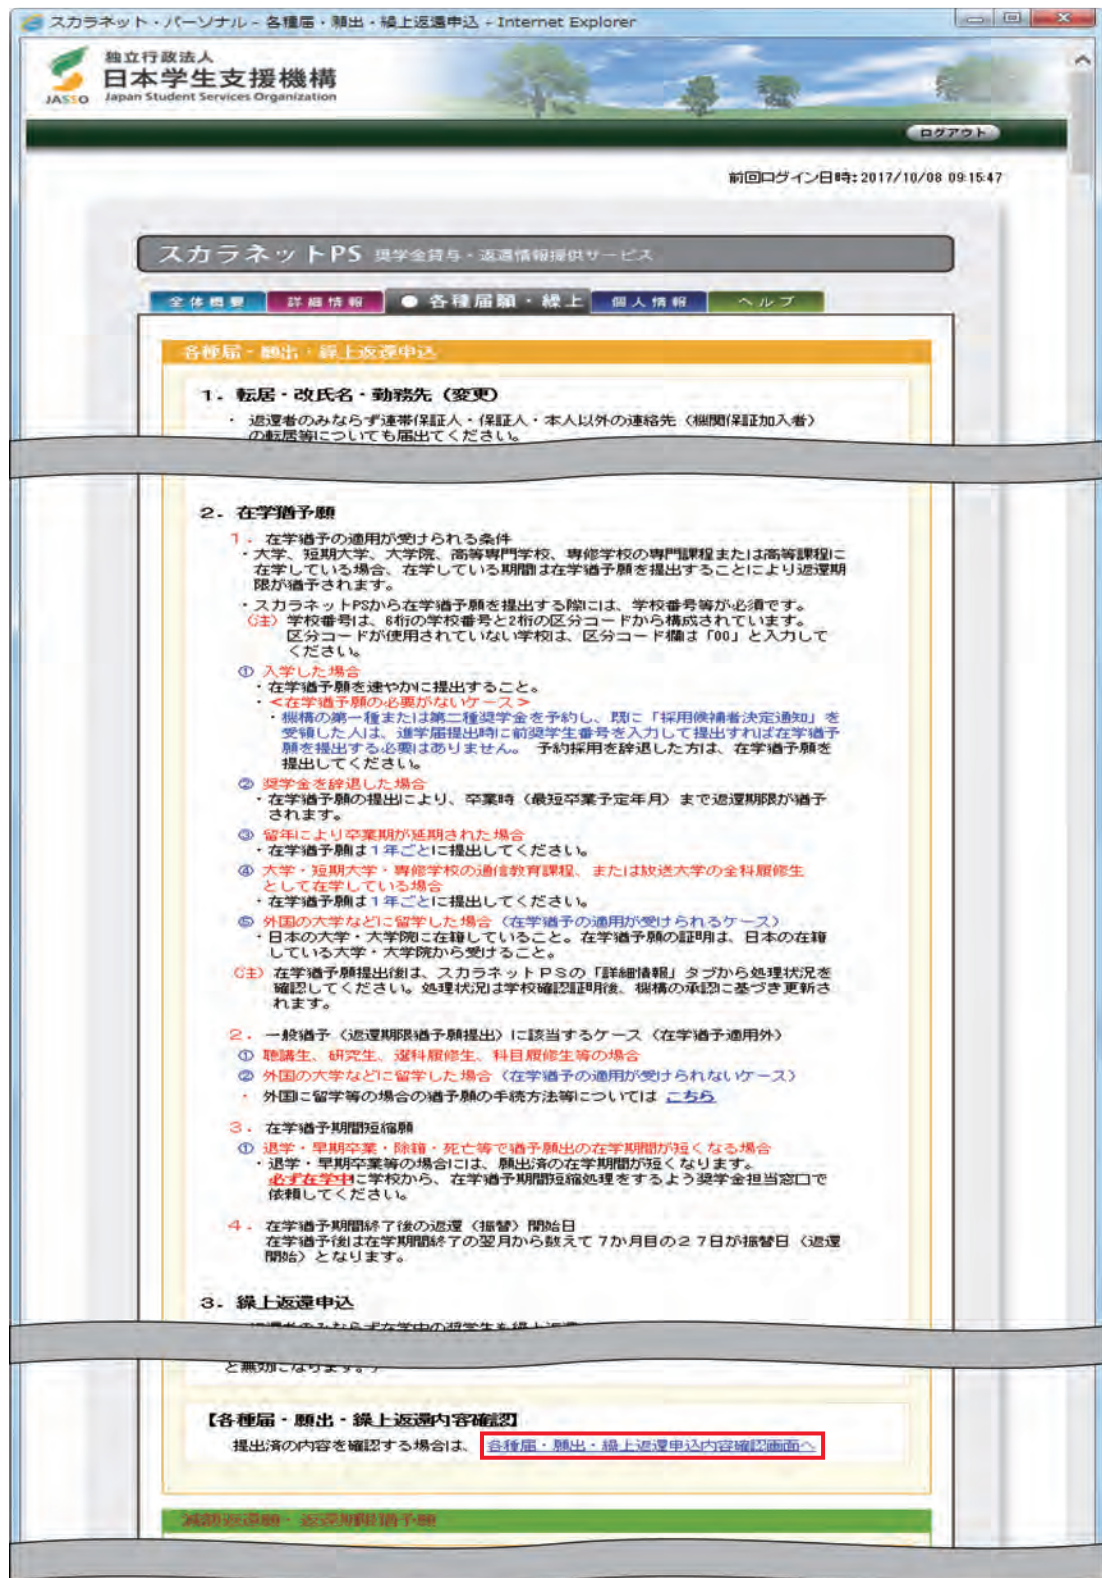 スカラネット・パーソナル - 各種届・願出・繰上返還申込 - Internet Explorer
独立行政法人
日本学生支援機構
JASSO Japan Student Services Organization
ログアウト
前回ログイン日時:2017/10/08 09:15:47
スカラネットPS 奨学金貸与・返還情報提供サービス
全体概要 詳細情報 ● 各種届願・繰上 個人情報 ヘルプ
各種届・願出・繰上返還申込
1. 転居・改氏名・勤務先（変更）
・ 返還者のみならず連帯保証人・保証人・本人以外の連絡先（機関保証加入者）
の転居等についても届出てください。
2. 在学猶予願
1. 在学猶予の適用が受けられる条件
・大学、短期大学、大学院、高等専門学校、専修学校の専門課程または高等課程に
在学している場合、在学している期間は在学猶予願を提出することにより返還期
限が猶予されます。
・スカラネットPSから在学猶予願を提出する際には、学校番号等が必須です。
（注）学校番号は、6桁の学校番号と2桁の区分コードから構成されています。
区分コードが使用されていない学校は、区分コード欄は「00」と入力して
ください。
① 入学した場合
・在学猶予願を速やかに提出すること。
・＜在学猶予願の必要がないケース＞
・機構の第一種または第二種奨学金を予約し、既に「採用候補者決定通知」を
受領した人は、進学届提出時に前奨学生番号を入力して提出すれば在学猶予
願を提出する必要はありません。 予約採用を辞退した方は、在学猶予願を
提出してください。
② 奨学金を辞退した場合
・在学猶予願の提出により、卒業時（最短卒業予定年月）まで返還期限が猶予
されます。
③ 留年により卒業期が延期された場合
・在学猶予願は１年ごとに提出してください。
④ 大学・短期大学・専修学校の通信教育課程、または放送大学の全科履修生
として在学している場合
・在学猶予願は１年ごとに提出してください。
⑤ 外国の大学などに留学した場合（在学猶予の適用が受けられるケース）
・日本の大学・大学院に在籍していること。在学猶予願の証明は、日本の在籍
している大学・大学院から受けること。
（注）在学猶予願提出後は、スカラネットＰＳの「詳細情報」タブから処理状況を
確認してください。処理状況は学校確認証明後、機構の承認に基づき更新さ
れます。
2. 一般猶予（返還期限猶予願提出）に該当するケース（在学猶予適用外）
① 聴講生、研究生、選科履修生、科目履修生等の場合
② 外国の大学などに留学した場合（在学猶予の適用が受けられないケース）
・ 外国に留学等の場合の猶予願の手続方法等については こちら
3. 在学猶予期間短縮願
① 退学・早期卒業・除籍・死亡等で猶予願出の在学期間が短くなる場合
・退学・早期卒業等の場合には、願出済の在学期間が短くなります。
必ず在学中に学校から、在学猶予期間短縮処理をするよう奨学金担当窓口で
依頼してください。
4. 在学猶予期間終了後の返還（振替）開始日
在学猶予後は在学期間終了の翌月から数えて７か月目の２７日が振替日（返還
開始）となります。
3. 繰上返還申込
返還者のみならず在学中の奨学生も繰上返還
と無効になります。）
【各種届・願出・繰上返還内容確認】
提出済の内容を確認する場合は、 各種届・願出・繰上返還申込内容確認画面へ
減額返還願・返還期限猶予願